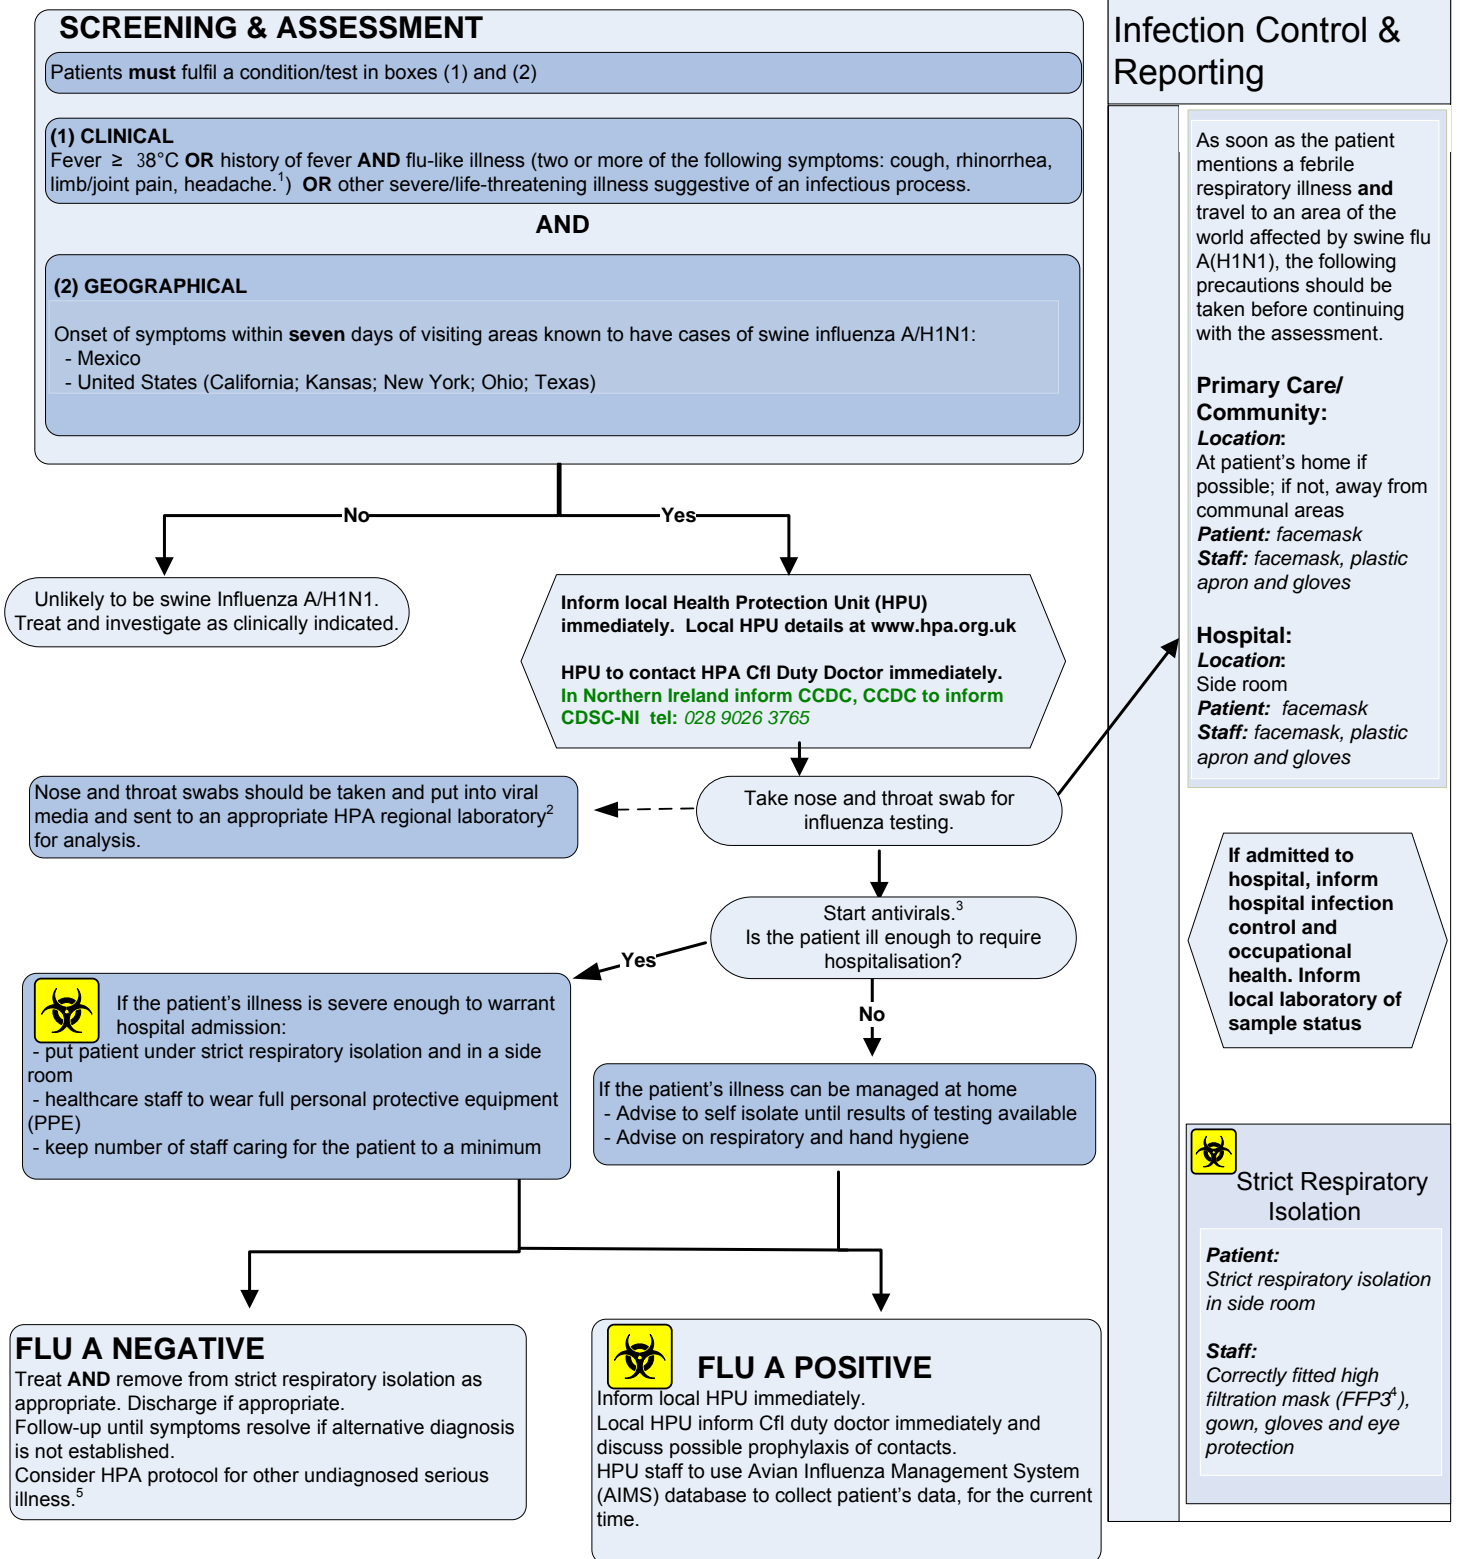 SCREENING & ASSESSMENT
Patients must fulfil a condition/test in boxes (1) and (2)
(1) CLINICAL
Fever ≥ 38°C OR history of fever AND flu-like illness (two or more of the following symptoms: cough, rhinorrhea,
limb/joint pain, headache.1) OR other severe/life-threatening illness suggestive of an infectious process.
AND
(2) GEOGRAPHICAL
Onset of symptoms within seven days of visiting areas known to have cases of swine influenza A/H1N1:
- Mexico
- United States (California; Kansas; New York; Ohio; Texas)
No
Yes
Unlikely to be swine Influenza A/H1N1.
Treat and investigate as clinically indicated.
Inform local Health Protection Unit (HPU)
immediately. Local HPU details at www.hpa.org.uk
HPU to contact HPA CfI Duty Doctor immediately.
In Northern Ireland inform CCDC, CCDC to inform
CDSC-NI tel: 028 9026 3765
Nose and throat swabs should be taken and put into viral
media and sent to an appropriate HPA regional laboratory2
for analysis.
Take nose and throat swab for
influenza testing.
Start antivirals.3
Is the patient ill enough to require
hospitalisation?
Yes
No
If the patient's illness is severe enough to warrant
hospital admission:
- put patient under strict respiratory isolation and in a side
room
- healthcare staff to wear full personal protective equipment
(PPE)
- keep number of staff caring for the patient to a minimum
If the patient's illness can be managed at home
- Advise to self isolate until results of testing available
- Advise on respiratory and hand hygiene
FLU A NEGATIVE
Treat AND remove from strict respiratory isolation as
appropriate. Discharge if appropriate.
Follow-up until symptoms resolve if alternative diagnosis
is not established.
Consider HPA protocol for other undiagnosed serious
illness.5
FLU A POSITIVE
Inform local HPU immediately.
Local HPU inform CfI duty doctor immediately and
discuss possible prophylaxis of contacts.
HPU staff to use Avian Influenza Management System
(AIMS) database to collect patient's data, for the current
time.
Infection Control &
Reporting
As soon as the patient
mentions a febrile
respiratory illness and
travel to an area of the
world affected by swine flu
A(H1N1), the following
precautions should be
taken before continuing
with the assessment.
Primary Care/
Community:
Location:
At patient's home if
possible; if not, away from
communal areas
Patient: facemask
Staff: facemask, plastic
apron and gloves
Hospital:
Location:
Side room
Patient: facemask
Staff: facemask, plastic
apron and gloves
If admitted to
hospital, inform
hospital infection
control and
occupational
health. Inform
local laboratory of
sample status
Strict Respiratory
Isolation
Patient:
Strict respiratory isolation
in side room
Staff:
Correctly fitted high
filtration mask (FFP34),
gown, gloves and eye
protection